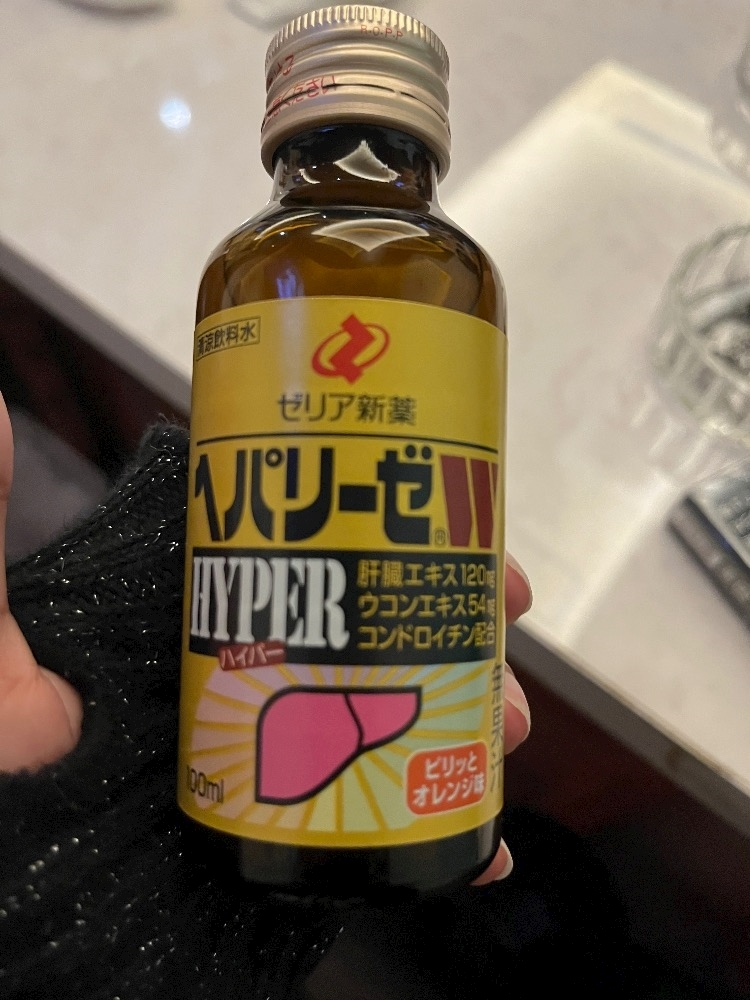 R.O.P.P
清涼飲料水
ゼリア新薬
ヘパリーゼ®W
HYPER
ハイパー
肝臓エキス120mg
ウコンエキス54mg
コンドロイチン配合
無果汁
100ml
ピリッと
オレンジ味